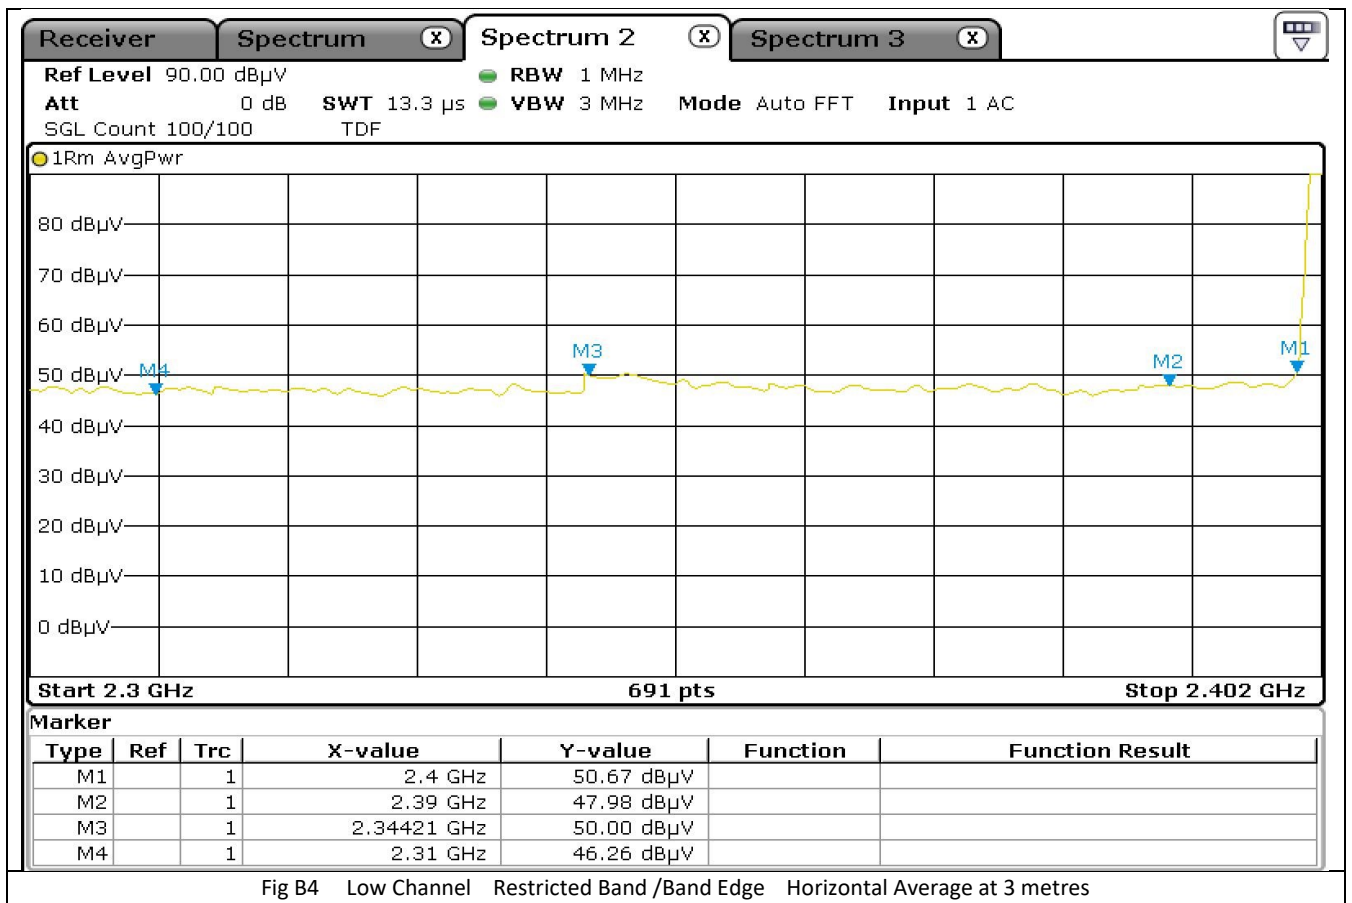 Receiver Spectrum X Spectrum 2 X Spectrum 3 X
Ref Level 90.00 dBµV RBW 1 MHz
Att 0 dB SWT 13.3 µs VBW 3 MHz Mode Auto FFT Input 1 AC
SGL Count 100/100 TDF
1Rm AvgPwr
80 dBµV
70 dBµV
60 dBµV
M3 M1
M2
50 dBµV M4
40 dBµV
30 dBµV
20 dBµV
10 dBµV
0 dBµV
Start 2.3 GHz 691 pts Stop 2.402 GHz
Marker
Type Ref Trc X-value Y-value Function Function Result
M1 1 2.4 GHz 50.67 dBµV
M2 1 2.39 GHz 47.98 dBµV
M3 1 2.34421 GHz 50.00 dBµV
M4 1 2.31 GHz 46.26 dBµV
Fig B4 Low Channel Restricted Band /Band Edge Horizontal Average at 3 metres